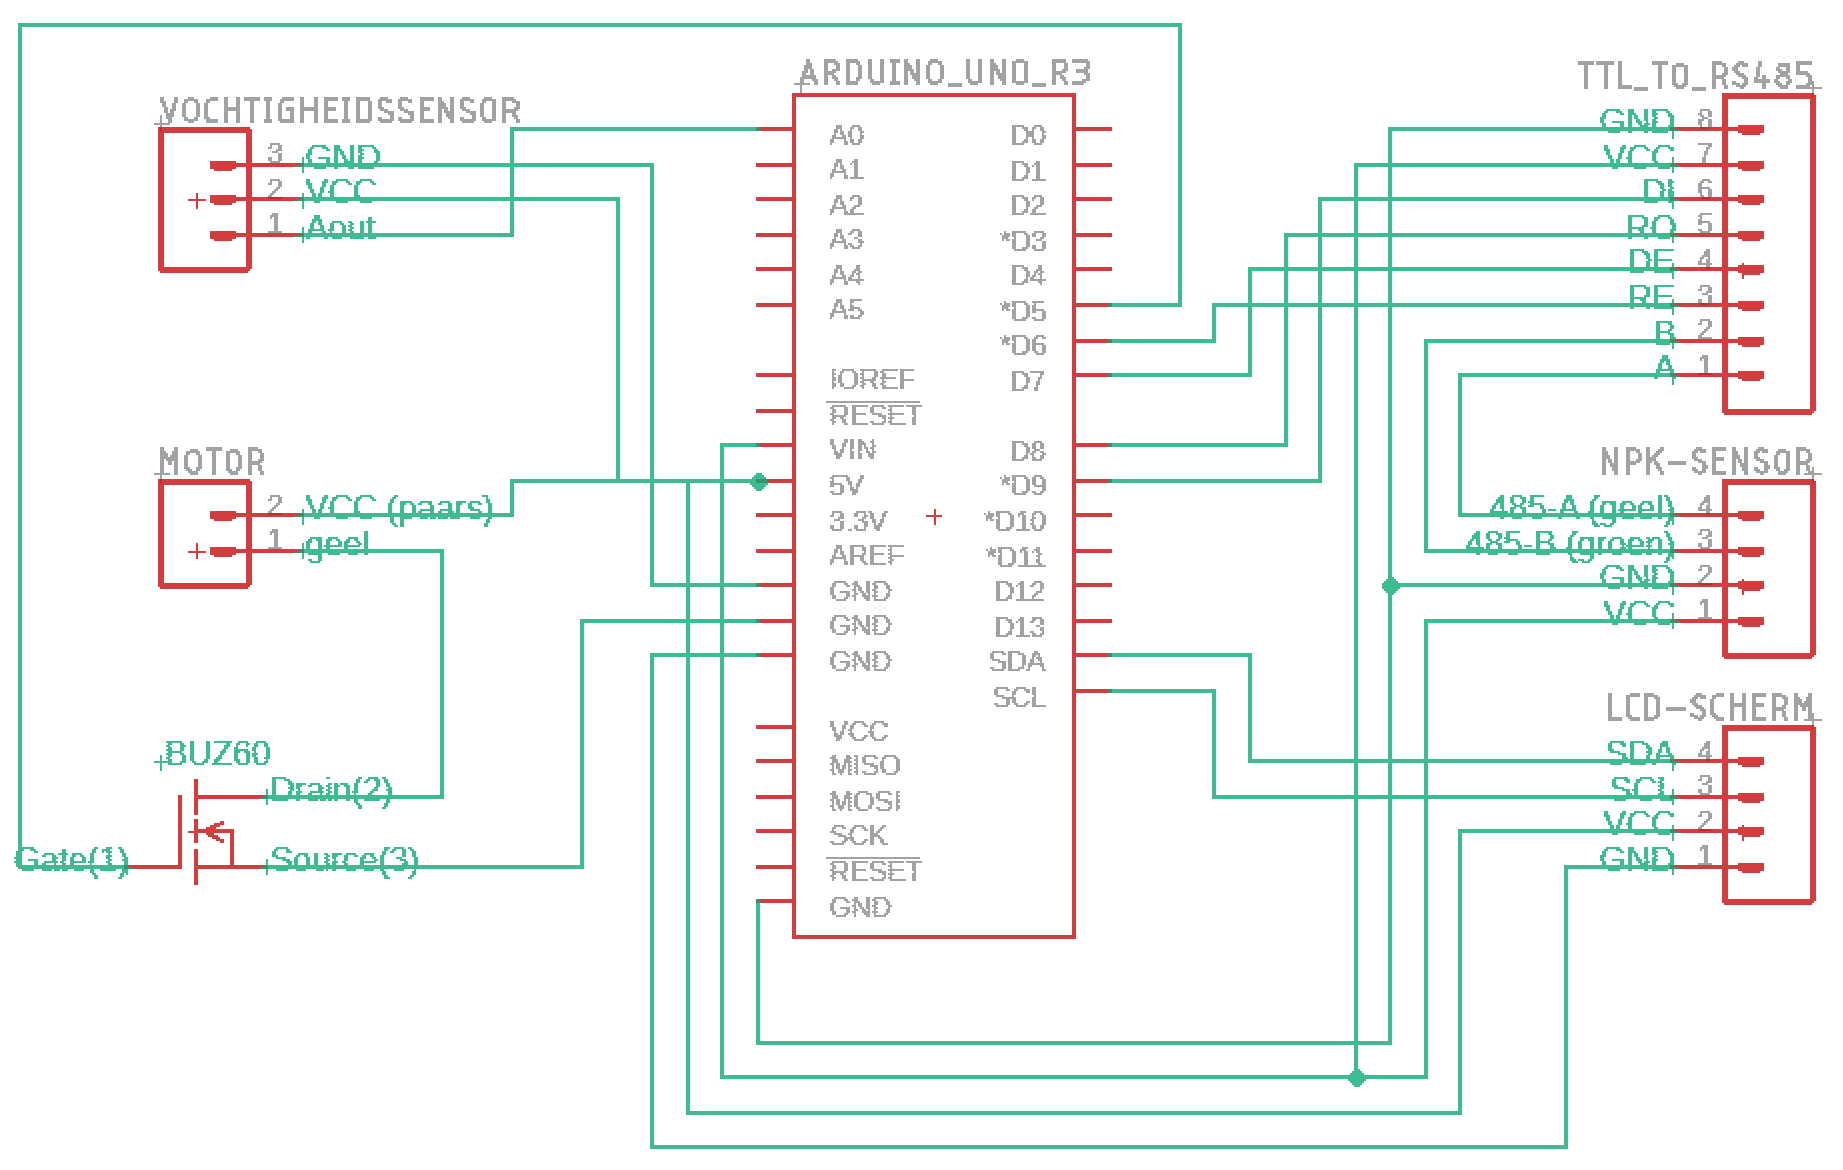 VOCHTIGHEIDSSENSOR
3 GND
2 VCC
1 Aout
MOTOR
2 VCC (paars)
1 geel
BUZ60
Drain(2)
Gate(1)
Source(3)
ARDUINO_UNO_R3
A0 D0
A1 D1
A2 D2
A3 *D3
A4 D4
A5 *D5
*D6
IOREF D7
RESET
VIN D8
5V *D9
3.3V *D10
AREF *D11
GND D12
GND D13
GND SDA
SCL
VCC
MISO
MOSI
SCK
RESET
GND
TTL_TO_RS485
GND 8
VCC 7
DI 6
RO 5
DE 4
RE 3
B 2
A 1
NPK-SENSOR
485-A (geel) 4
485-B (groen) 3
GND 2
VCC 1
LCD-SCHERM
SDA 4
SCL 3
VCC 2
GND 1